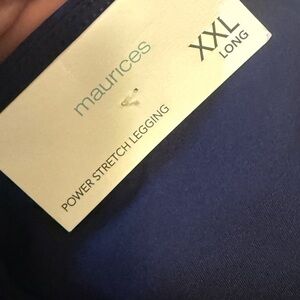 maurices
XXL
LONG
POWER STRETCH LEGGING